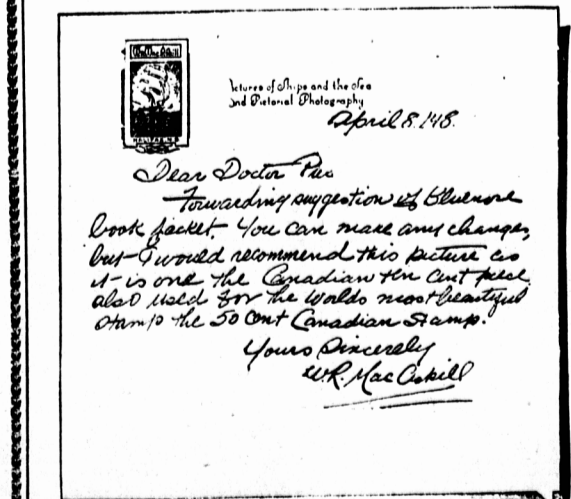 MacAskill
HALIFAX N.S.
ictures of Ships and the Sea
and Pictorial Photography
April 8.'48.
Dear Doctor
Forwarding suggestion of Bluenose
book jacket. You can make any changes,
but I would recommend this picture as
it is one the Canadian ten cent piece
also used for the worlds most beautiful
stamp the 50 cent Canadian Stamp.
Yours Sincerely
W.R. MacAskill